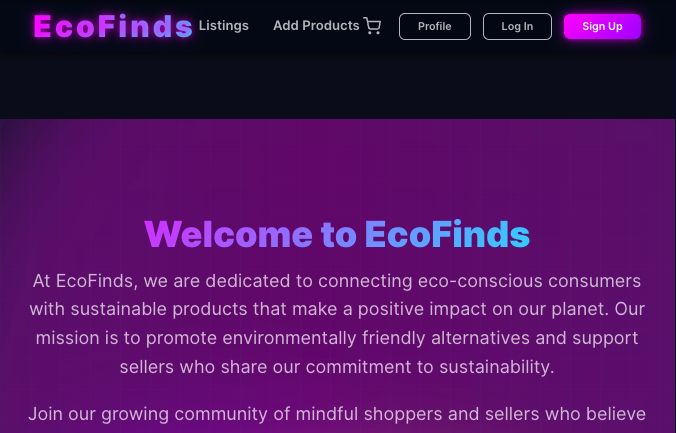 EcoFinds Listings Add Products Profile Log In Sign Up
Welcome to EcoFinds
At EcoFinds, we are dedicated to connecting eco-conscious consumers
with sustainable products that make a positive impact on our planet. Our
mission is to promote environmentally friendly alternatives and support
sellers who share our commitment to sustainability.
Join our growing community of mindful shoppers and sellers who believe